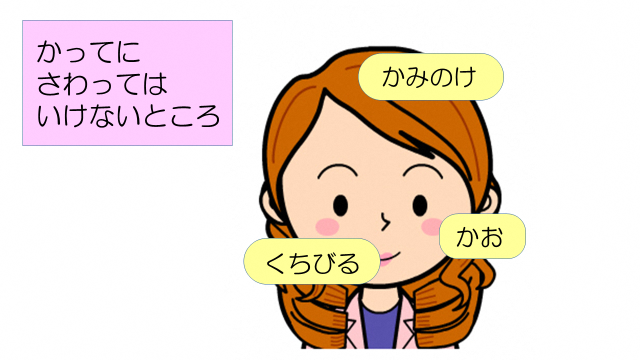 かってに
さわっては
いけないところ
かみのけ
かお
くちびる